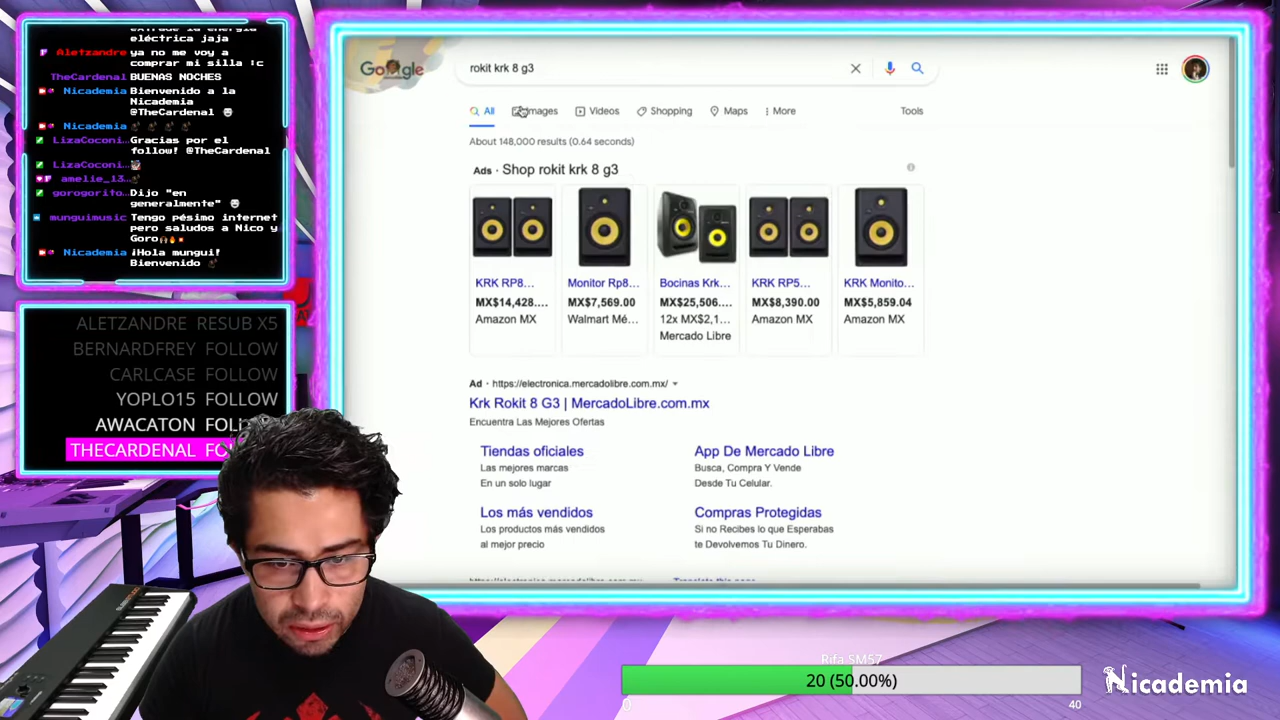 eléctrica jaja
Aletzandre ya no me voy a
comprar mi silla :c
TheCardenal BUENAS NOCHES
Nicademia Bienvenido a la
Nicademia
@TheCardenal
Nicademia
LizaCoconi... Gracias por el
follow! @TheCardenal
LizaCoconi...
amelie_13...
gorogorito... Dijo "en
generalmente"
munguimusic Tengo pésimo internet
pero saludos a Nico y
Goro
Nicademia ¡Hola mungui!
Bienvenido
ALETZANDRE RESUB X5
BERNARDFREY FOLLOW
CARLCASE FOLLOW
YOPLO15 FOLLOW
AWACATON FOLL
THECARDENAL FO
Google
rokit krk 8 g3
All
Images
Videos
Shopping
Maps
More
Tools
About 148,000 results (0.64 seconds)
Ads · Shop rokit krk 8 g3
KRK RP8...
MX$14,428....
Amazon MX
Monitor Rp8...
MX$7,569.00
Walmart Mé...
Bocinas Krk...
MX$25,506....
12x MX$2,1...
Mercado Libre
KRK RP5...
MX$8,390.00
Amazon MX
KRK Monito...
MX$5,859.04
Amazon MX
Ad · https://electronica.mercadolibre.com.mx/
Krk Rokit 8 G3 | MercadoLibre.com.mx
Encuentra Las Mejores Ofertas
Tiendas oficiales
Las mejores marcas
En un solo lugar
App De Mercado Libre
Busca, Compra Y Vende
Desde Tu Celular.
Los más vendidos
Los productos más vendidos
al mejor precio
Compras Protegidas
Si no Recibes lo que Esperabas
te Devolvemos Tu Dinero.
Rifa SM57
20 (50.00%)
0
40
Nicademia